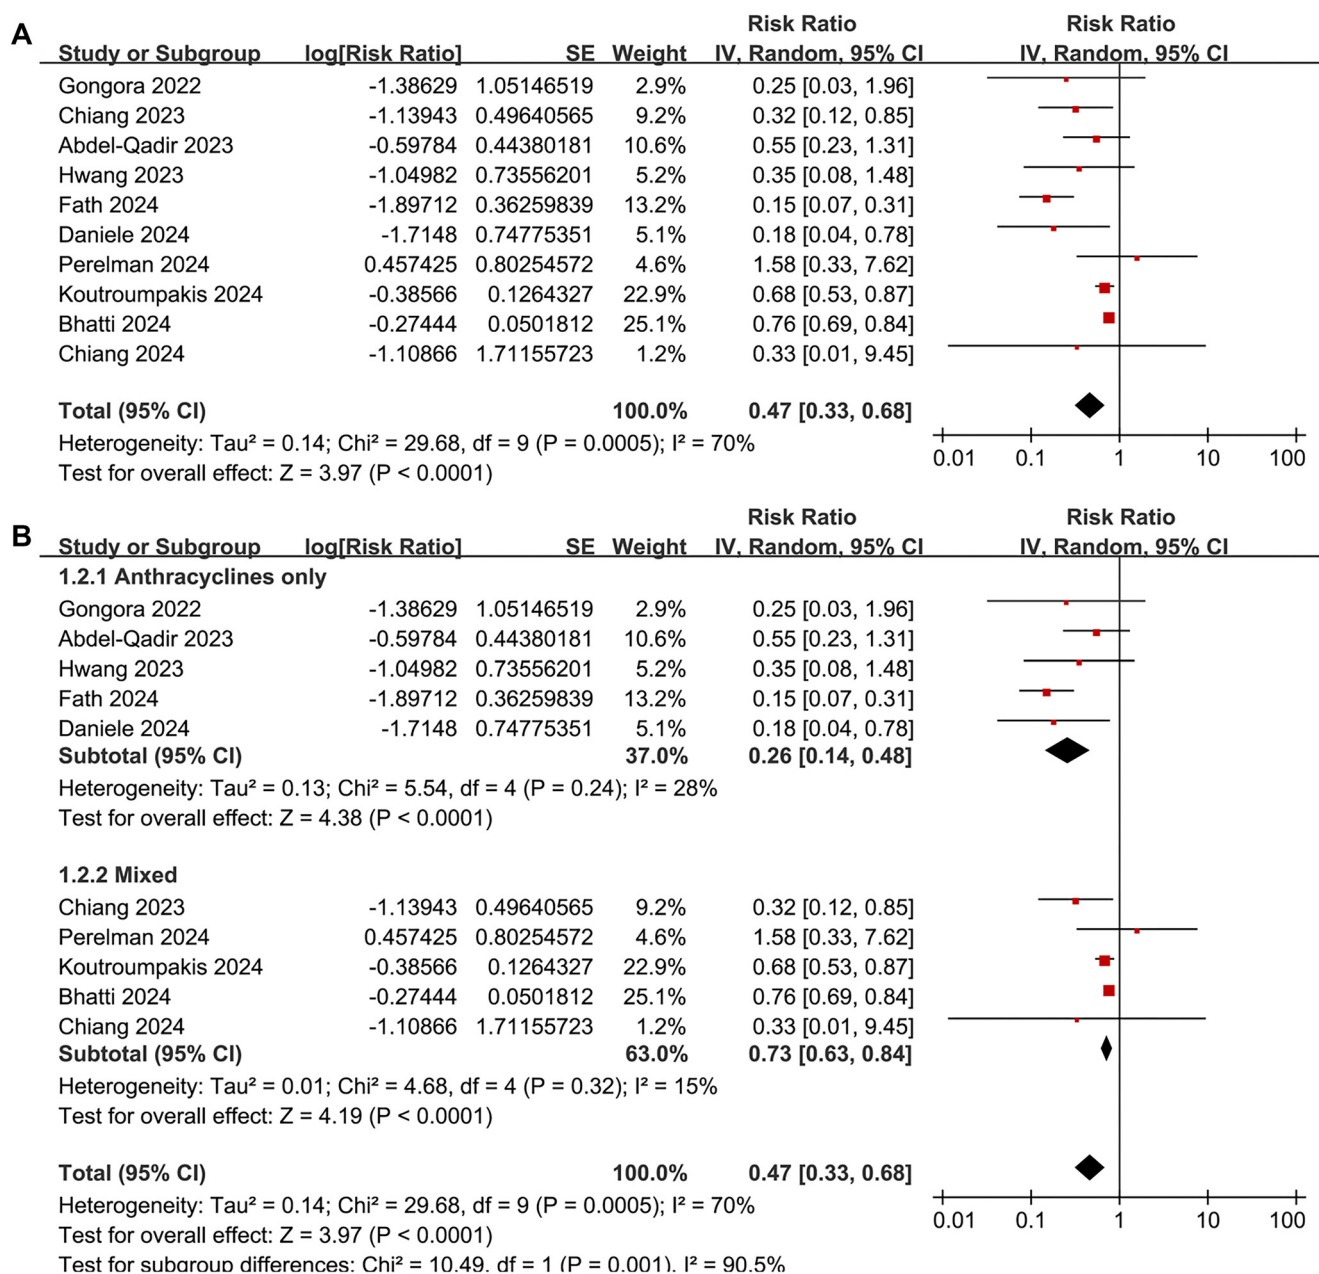 A
Risk Ratio Risk Ratio
Study or Subgroup log[Risk Ratio] SE Weight IV, Random, 95% CI IV, Random, 95% CI
Gongora 2022 -1.38629 1.05146519 2.9% 0.25 [0.03, 1.96]
Chiang 2023 -1.13943 0.49640565 9.2% 0.32 [0.12, 0.85]
Abdel-Qadir 2023 -0.59784 0.44380181 10.6% 0.55 [0.23, 1.31]
Hwang 2023 -1.04982 0.73556201 5.2% 0.35 [0.08, 1.48]
Fath 2024 -1.89712 0.36259839 13.2% 0.15 [0.07, 0.31]
Daniele 2024 -1.7148 0.74775351 5.1% 0.18 [0.04, 0.78]
Perelman 2024 0.457425 0.80254572 4.6% 1.58 [0.33, 7.62]
Koutroumpakis 2024 -0.38566 0.1264327 22.9% 0.68 [0.53, 0.87]
Bhatti 2024 -0.27444 0.0501812 25.1% 0.76 [0.69, 0.84]
Chiang 2024 -1.10866 1.71155723 1.2% 0.33 [0.01, 9.45]
Total (95% CI) 100.0% 0.47 [0.33, 0.68]
Heterogeneity: Tau² = 0.14; Chi² = 29.68, df = 9 (P = 0.0005); I² = 70%
Test for overall effect: Z = 3.97 (P < 0.0001)
0.01 0.1 1 10 100
B
Risk Ratio Risk Ratio
Study or Subgroup log[Risk Ratio] SE Weight IV, Random, 95% CI IV, Random, 95% CI
1.2.1 Anthracyclines only
Gongora 2022 -1.38629 1.05146519 2.9% 0.25 [0.03, 1.96]
Abdel-Qadir 2023 -0.59784 0.44380181 10.6% 0.55 [0.23, 1.31]
Hwang 2023 -1.04982 0.73556201 5.2% 0.35 [0.08, 1.48]
Fath 2024 -1.89712 0.36259839 13.2% 0.15 [0.07, 0.31]
Daniele 2024 -1.7148 0.74775351 5.1% 0.18 [0.04, 0.78]
Subtotal (95% CI) 37.0% 0.26 [0.14, 0.48]
Heterogeneity: Tau² = 0.13; Chi² = 5.54, df = 4 (P = 0.24); I² = 28%
Test for overall effect: Z = 4.38 (P < 0.0001)
1.2.2 Mixed
Chiang 2023 -1.13943 0.49640565 9.2% 0.32 [0.12, 0.85]
Perelman 2024 0.457425 0.80254572 4.6% 1.58 [0.33, 7.62]
Koutroumpakis 2024 -0.38566 0.1264327 22.9% 0.68 [0.53, 0.87]
Bhatti 2024 -0.27444 0.0501812 25.1% 0.76 [0.69, 0.84]
Chiang 2024 -1.10866 1.71155723 1.2% 0.33 [0.01, 9.45]
Subtotal (95% CI) 63.0% 0.73 [0.63, 0.84]
Heterogeneity: Tau² = 0.01; Chi² = 4.68, df = 4 (P = 0.32); I² = 15%
Test for overall effect: Z = 4.19 (P < 0.0001)
Total (95% CI) 100.0% 0.47 [0.33, 0.68]
Heterogeneity: Tau² = 0.14; Chi² = 29.68, df = 9 (P = 0.0005); I² = 70%
Test for overall effect: Z = 3.97 (P < 0.0001)
0.01 0.1 1 10 100
Test for subgroup differences: Chi² = 10.49, df = 1 (P = 0.001), I² = 90.5%